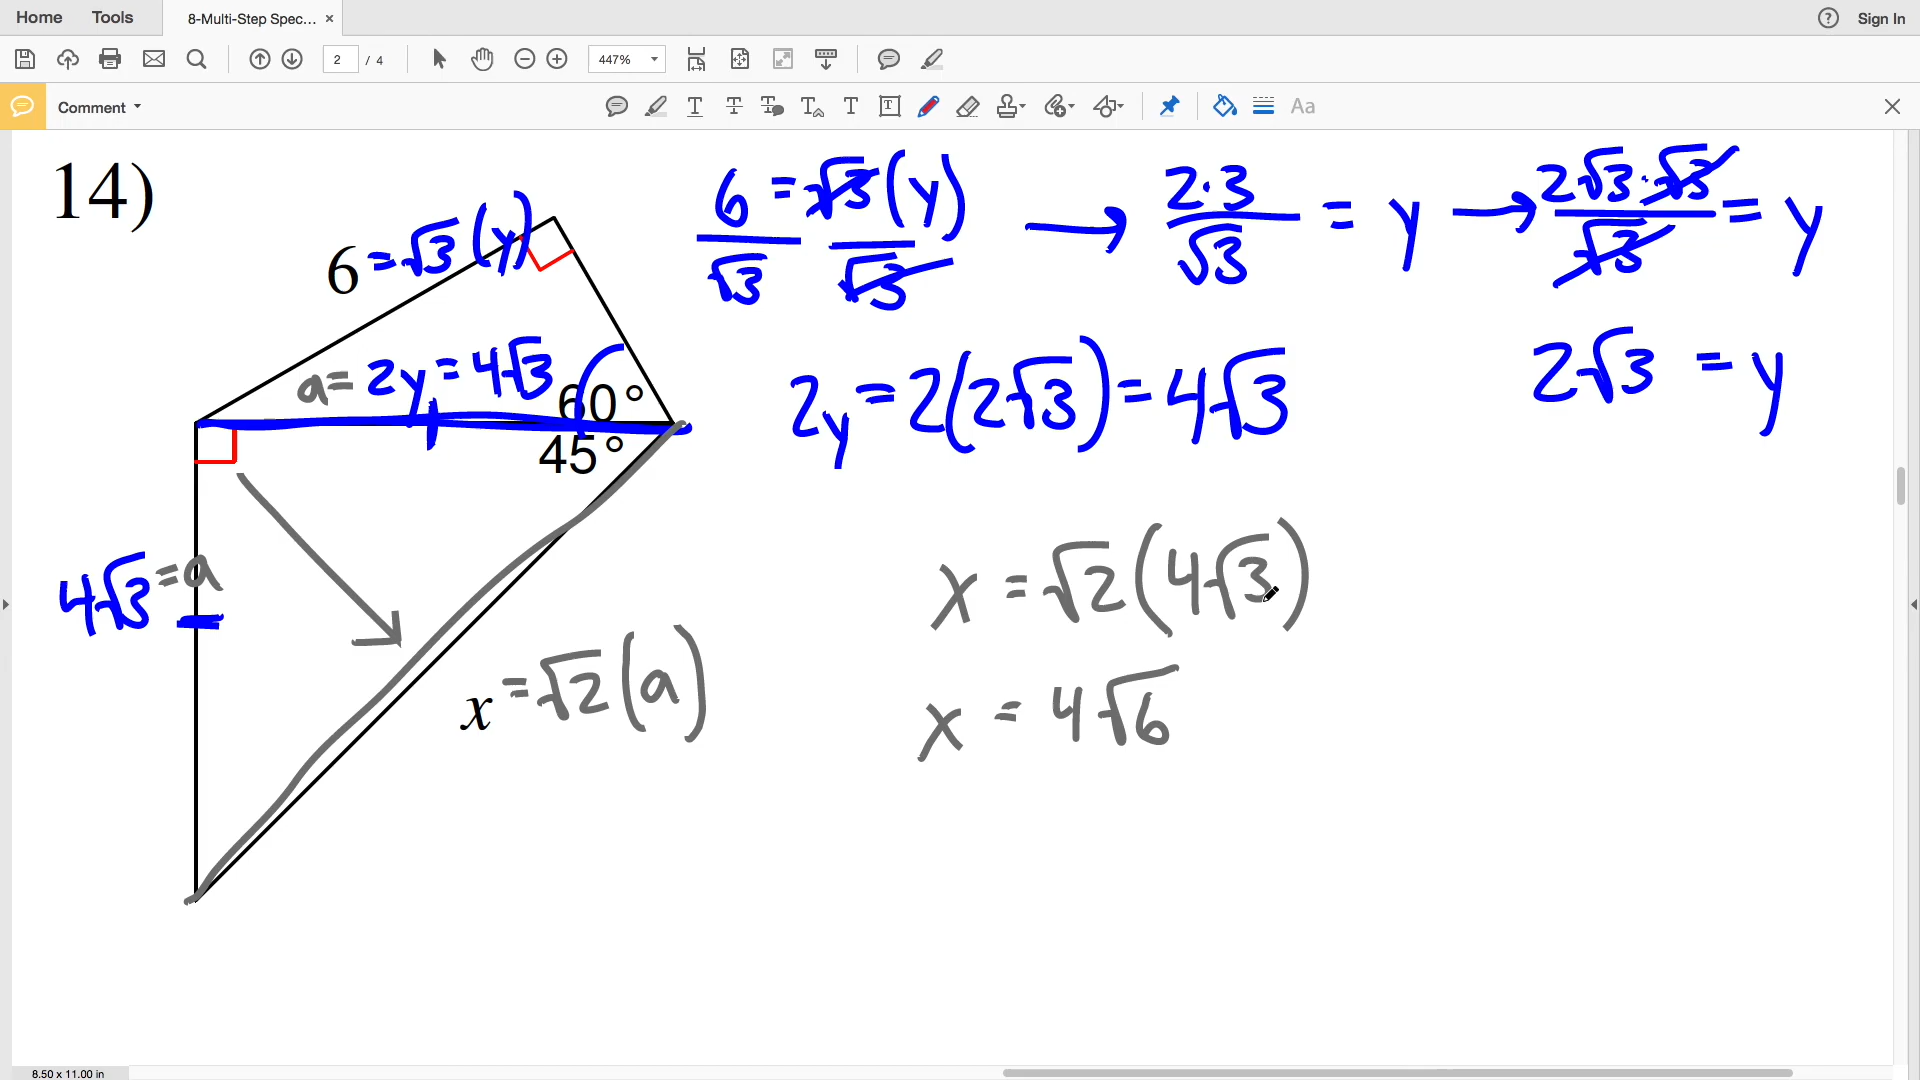 Home Tools 8-Multi-Step Spec... × ? Sign In
2 / 4 447%
Comment T T T T T T Aa
14)
6 = √3 (y)
6 = √3 (y) → 2·3 = y → 2√3·√3 = y
√3 √3 √3 √3
a = 2y = 4√3
60°
45°
2y = 2(2√3) = 4√3
2√3 = y
4√3 = a
x = √2 (4√3)
x = √2 (a)
x = 4√6
8.50 x 11.00 in